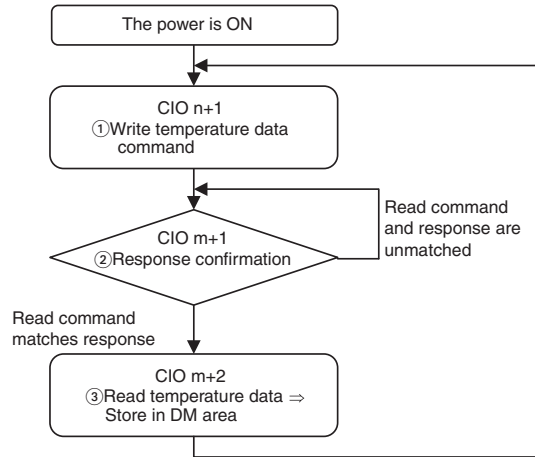 The power is ON
CIO n+1
①Write temperature data
command
CIO m+1
②Response confirmation
Read command
and response are
unmatched
Read command
matches response
CIO m+2
③Read temperature data ⇒
Store in DM area